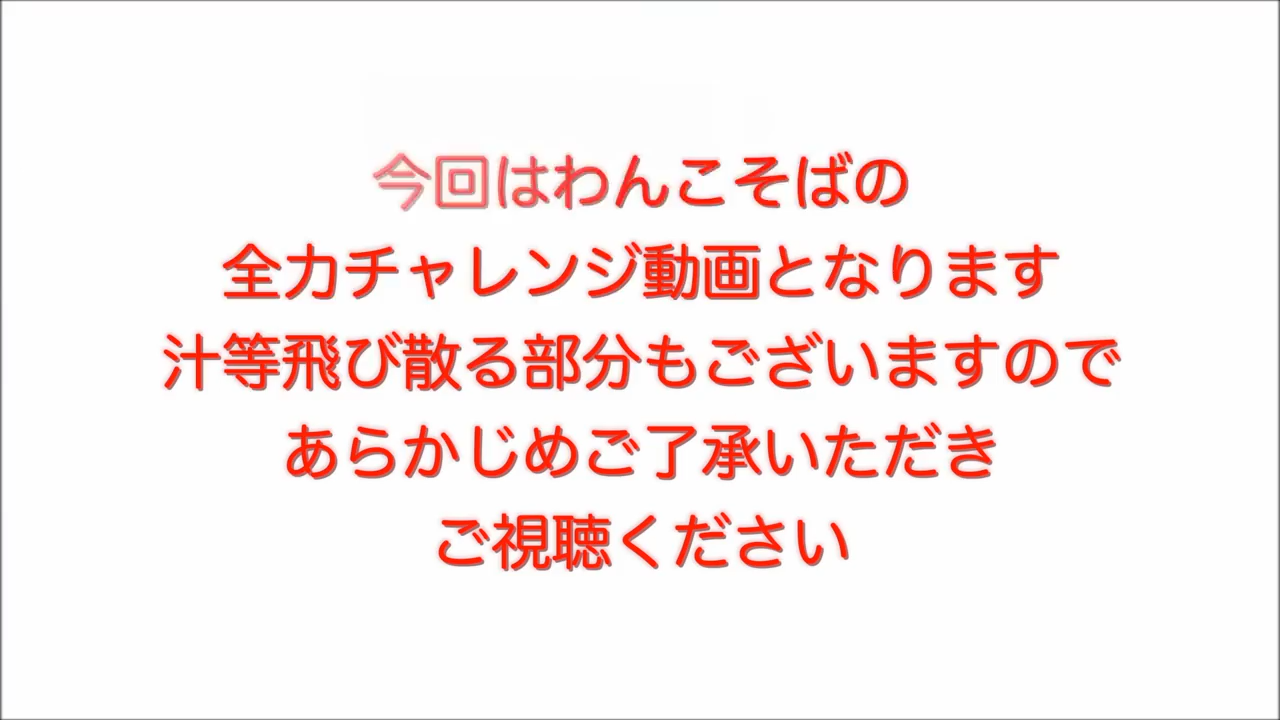 今回はわんこそばの
全力チャレンジ動画となります
汁等飛び散る部分もございますので
あらかじめご了承いただき
ご視聴ください